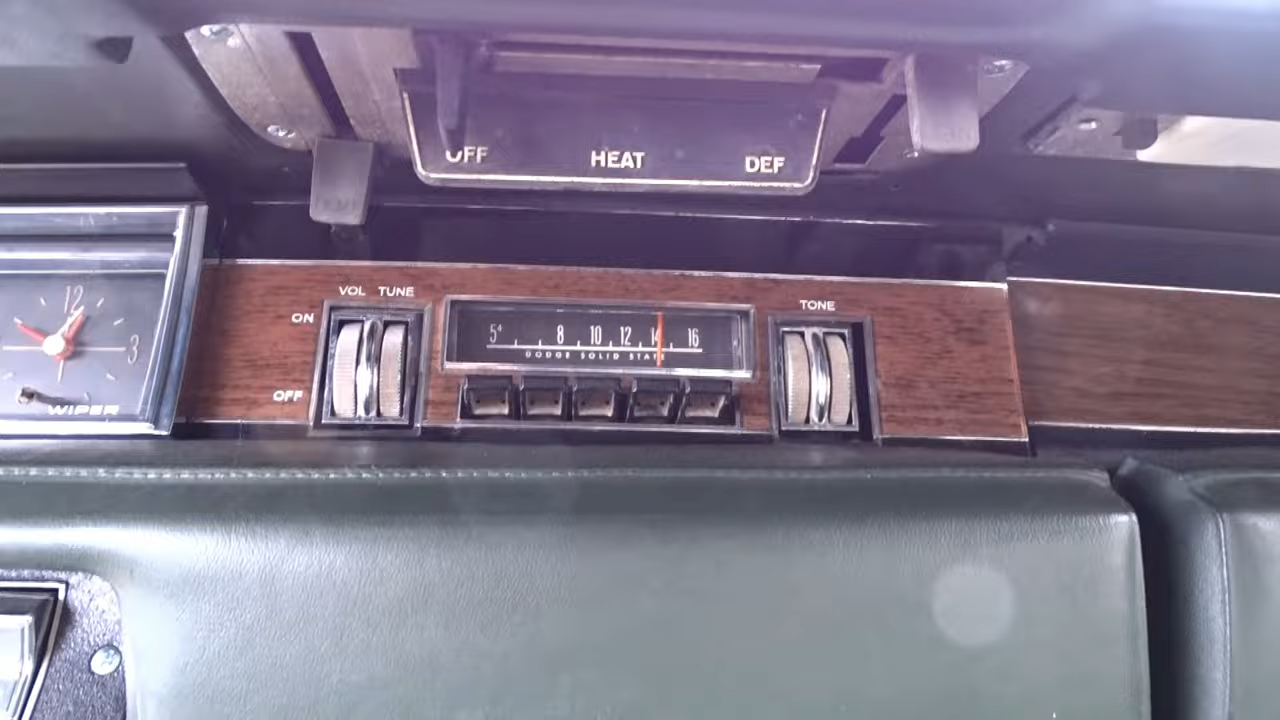 OFF HEAT DEF
VOL TUNE
TONE
ON
OFF
5⁴ 8 10 12 14 16
DODGE SOLID STATE
12
3
WIPER